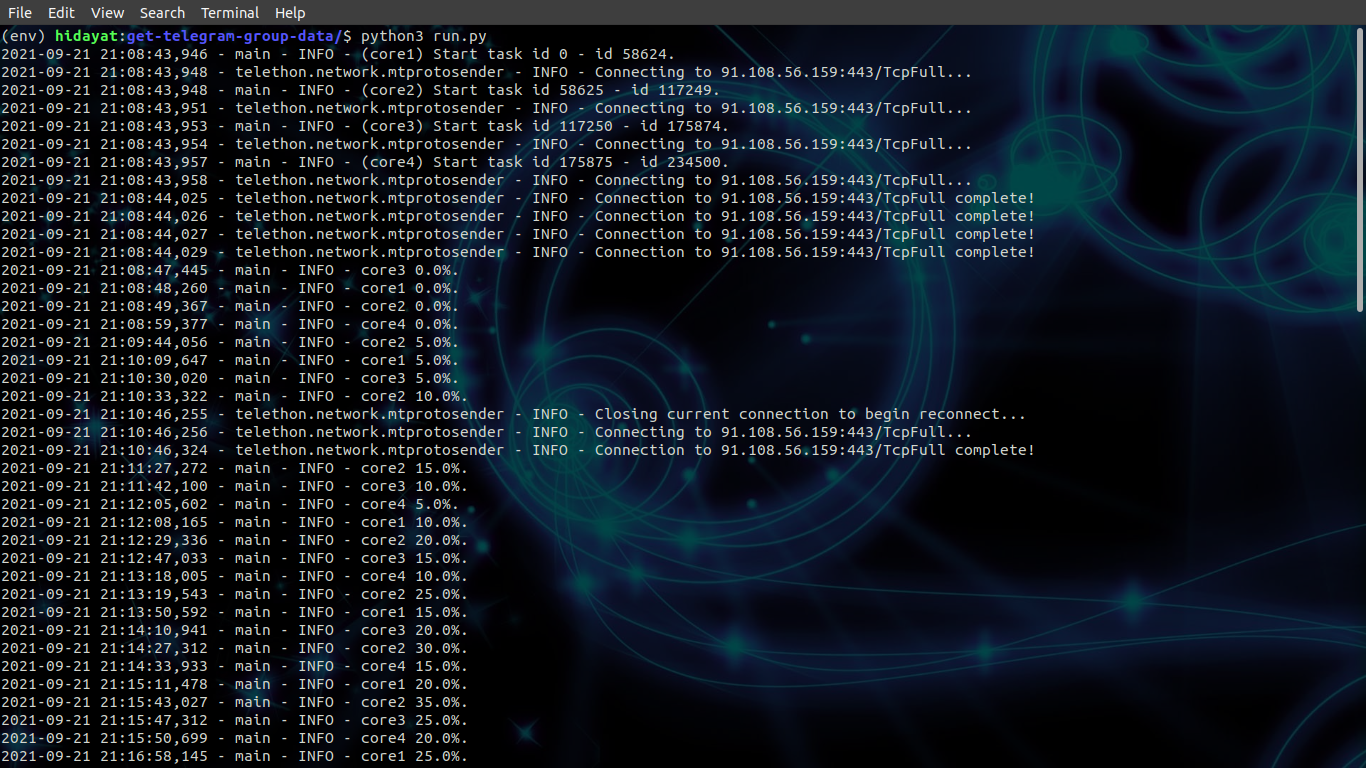 File Edit View Search Terminal Help
(env) hidayat:get-telegram-group-data/$ python3 run.py
2021-09-21 21:08:43,946 - main - INFO - (core1) Start task id 0 - id 58624.
2021-09-21 21:08:43,948 - telethon.network.mtprotosender - INFO - Connecting to 91.108.56.159:443/TcpFull...
2021-09-21 21:08:43,948 - main - INFO - (core2) Start task id 58625 - id 117249.
2021-09-21 21:08:43,951 - telethon.network.mtprotosender - INFO - Connecting to 91.108.56.159:443/TcpFull...
2021-09-21 21:08:43,953 - main - INFO - (core3) Start task id 117250 - id 175874.
2021-09-21 21:08:43,954 - telethon.network.mtprotosender - INFO - Connecting to 91.108.56.159:443/TcpFull...
2021-09-21 21:08:43,957 - main - INFO - (core4) Start task id 175875 - id 234500.
2021-09-21 21:08:43,958 - telethon.network.mtprotosender - INFO - Connecting to 91.108.56.159:443/TcpFull...
2021-09-21 21:08:44,025 - telethon.network.mtprotosender - INFO - Connection to 91.108.56.159:443/TcpFull complete!
2021-09-21 21:08:44,026 - telethon.network.mtprotosender - INFO - Connection to 91.108.56.159:443/TcpFull complete!
2021-09-21 21:08:44,027 - telethon.network.mtprotosender - INFO - Connection to 91.108.56.159:443/TcpFull complete!
2021-09-21 21:08:44,029 - telethon.network.mtprotosender - INFO - Connection to 91.108.56.159:443/TcpFull complete!
2021-09-21 21:08:47,445 - main - INFO - core3 0.0%.
2021-09-21 21:08:48,260 - main - INFO - core1 0.0%.
2021-09-21 21:08:49,367 - main - INFO - core2 0.0%.
2021-09-21 21:08:59,377 - main - INFO - core4 0.0%.
2021-09-21 21:09:44,056 - main - INFO - core2 5.0%.
2021-09-21 21:10:09,647 - main - INFO - core1 5.0%.
2021-09-21 21:10:30,020 - main - INFO - core3 5.0%.
2021-09-21 21:10:33,322 - main - INFO - core2 10.0%.
2021-09-21 21:10:46,255 - telethon.network.mtprotosender - INFO - Closing current connection to begin reconnect...
2021-09-21 21:10:46,256 - telethon.network.mtprotosender - INFO - Connecting to 91.108.56.159:443/TcpFull...
2021-09-21 21:10:46,324 - telethon.network.mtprotosender - INFO - Connection to 91.108.56.159:443/TcpFull complete!
2021-09-21 21:11:27,272 - main - INFO - core2 15.0%.
2021-09-21 21:11:42,100 - main - INFO - core3 10.0%.
2021-09-21 21:12:05,602 - main - INFO - core4 5.0%.
2021-09-21 21:12:08,165 - main - INFO - core1 10.0%.
2021-09-21 21:12:29,336 - main - INFO - core2 20.0%.
2021-09-21 21:12:47,033 - main - INFO - core3 15.0%.
2021-09-21 21:13:18,005 - main - INFO - core4 10.0%.
2021-09-21 21:13:19,543 - main - INFO - core2 25.0%.
2021-09-21 21:13:50,592 - main - INFO - core1 15.0%.
2021-09-21 21:14:10,941 - main - INFO - core3 20.0%.
2021-09-21 21:14:27,312 - main - INFO - core2 30.0%.
2021-09-21 21:14:33,933 - main - INFO - core4 15.0%.
2021-09-21 21:15:11,478 - main - INFO - core1 20.0%.
2021-09-21 21:15:43,027 - main - INFO - core2 35.0%.
2021-09-21 21:15:47,312 - main - INFO - core3 25.0%.
2021-09-21 21:15:50,699 - main - INFO - core4 20.0%.
2021-09-21 21:16:58,145 - main - INFO - core1 25.0%.